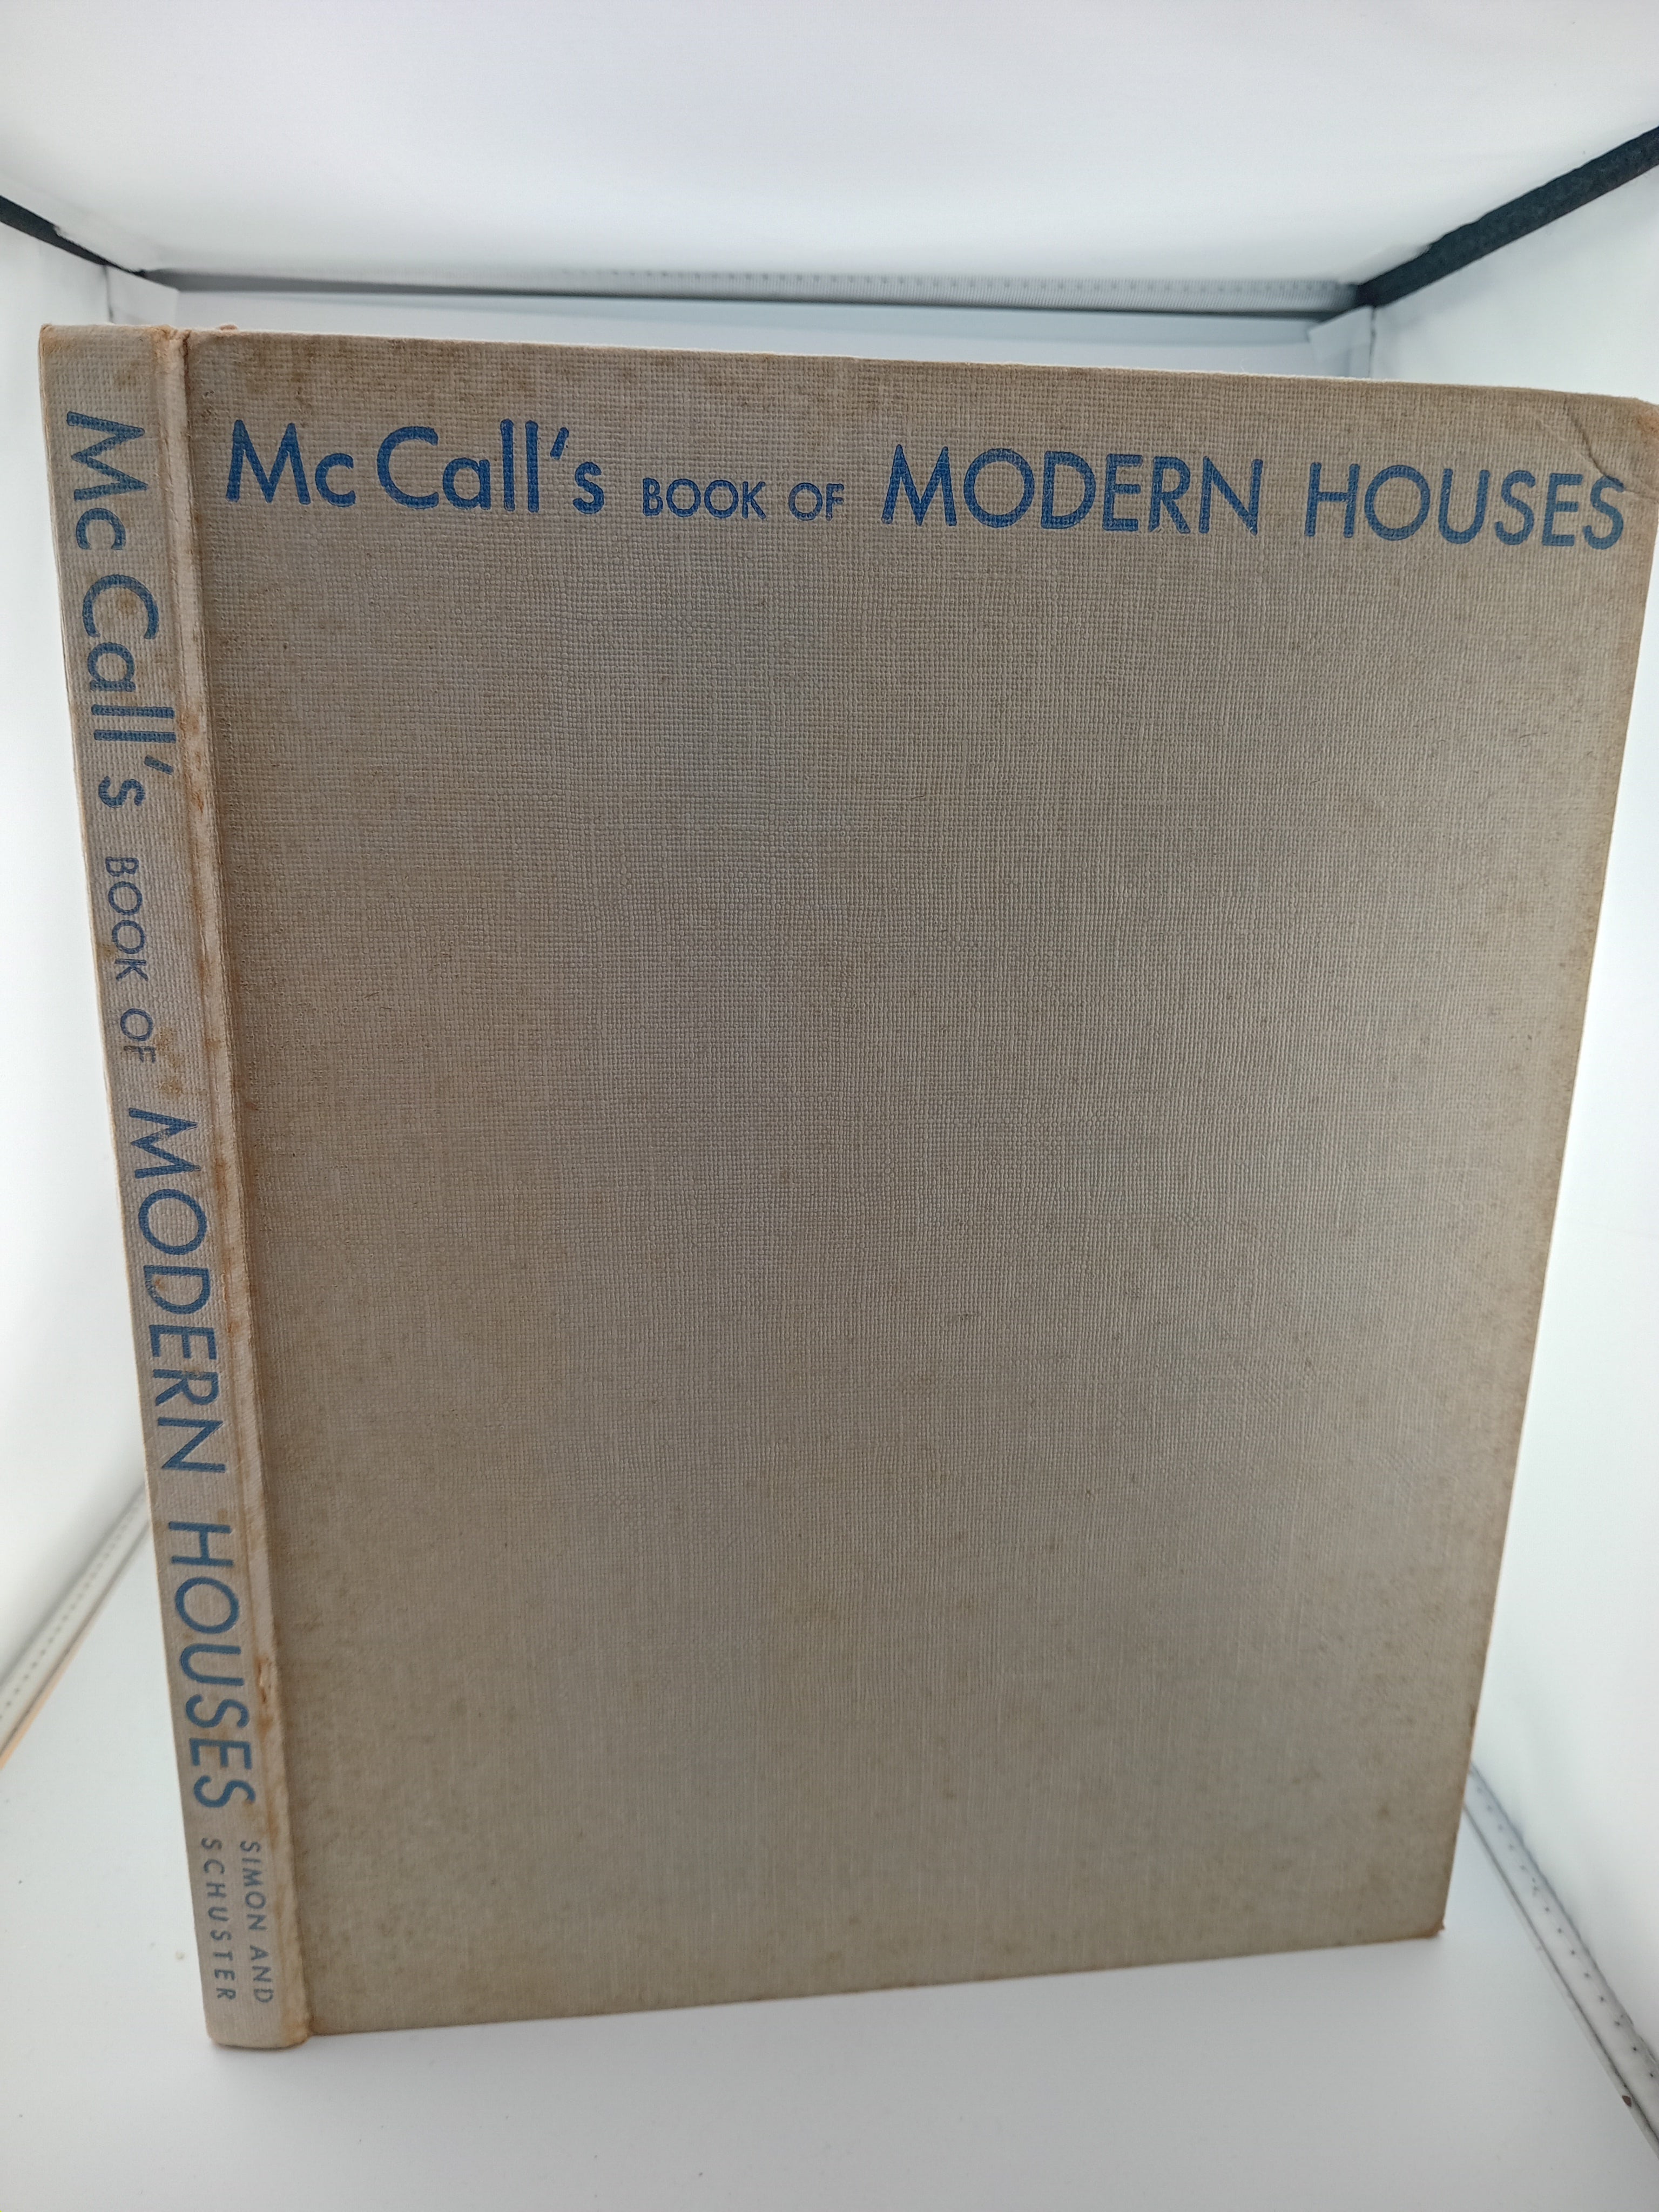 McCall's BOOK OF MODERN HOUSES
McCall's BOOK OF MODERN HOUSES
SIMON AND
SCHUSTER